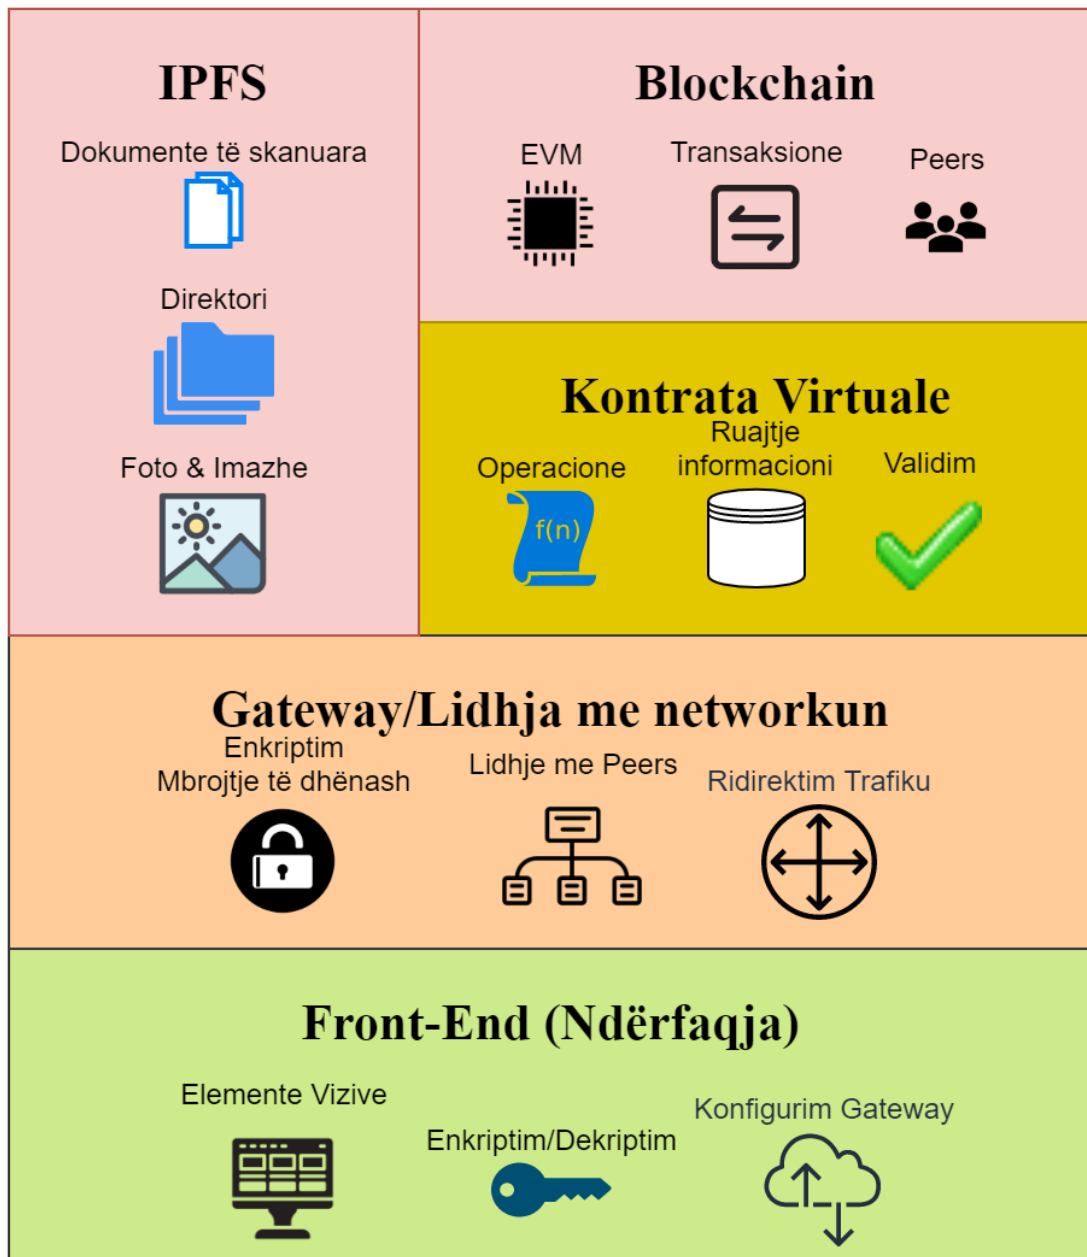 IPFS
Dokumente të skanuara
Direktori
Foto & Imazhe
Blockchain
EVM
Transaksione
Peers
Kontrata Virtuale
Operacione
f(n)
Ruajtje
informacioni
Validim
Gateway/Lidhja me networkun
Enkriptim
Mbrojtje të dhënash
Lidhje me Peers
Ridirektim Trafiku
Front-End (Ndërfaqja)
Elemente Vizive
Enkriptim/Dekriptim
Konfigurim Gateway